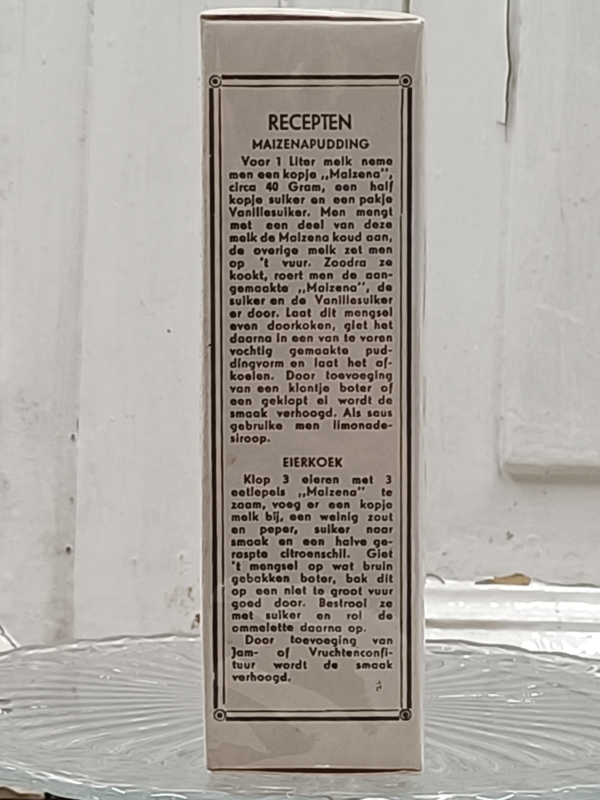 RECEPTEN
MAIZENAPUDDING
Voor 1 Liter melk neme
men een kopje „Maizena”,
circa 40 Gram, een half
kopje suiker en een pakje
Vanillesuiker. Men mengt
met een deel van deze
melk de Maizena koud aan,
de overige melk zet men
op 't vuur. Zoodra ze
kookt, roert men de aan-
gemaakte „Maizena”, de
suiker en de Vanillesuiker
er door. Laat dit mengsel
even doorkoken, giet het
daarna in een van te voren
vochtig gemaakte pud-
dingvorm en laat het af-
koelen. Door toevoeging
van een klontje boter of
een geklopt ei wordt de
smaak verhoogd. Als saus
gebruike men limonade-
siroop.
EIERKOEK
Klop 3 eieren met 3
eetlepels „Maizena” te
zaam, voeg er een kopje
melk bij, een weinig zout
en peper, suiker naar
smaak en een halve ge-
raspte citroenschil. Giet
't mengsel op wat bruin
gebakken boter, bak dit
op een niet te groot vuur
goed door. Bestrooi ze
met suiker en rol de
ommelette daarna op.
Door toevoeging van
Jam- of Vruchtenconfi-
tuur wordt de smaak
verhoogd.